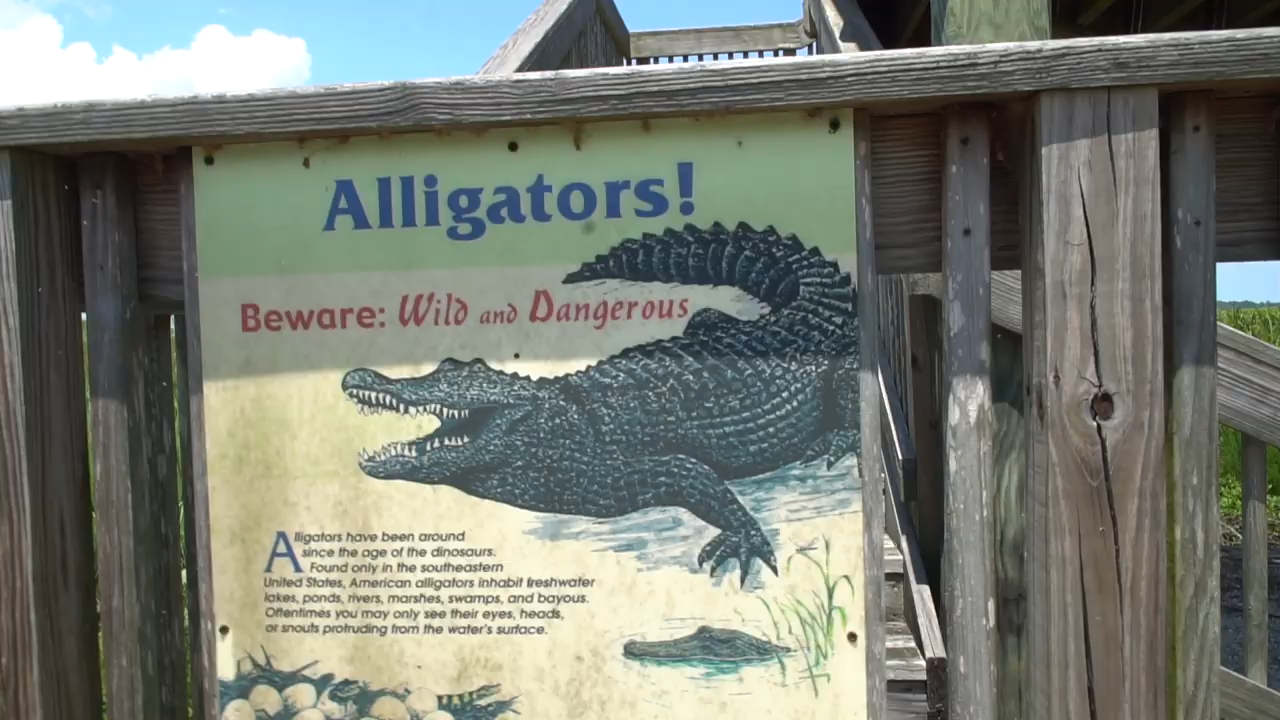 Alligators!
Beware: Wild and Dangerous
Alligators have been around
since the age of the dinosaurs.
Found only in the southeastern
United States, American alligators inhabit freshwater
lakes, ponds, rivers, marshes, swamps, and bayous.
Oftentimes you may only see their eyes, heads,
or snouts protruding from the water's surface.